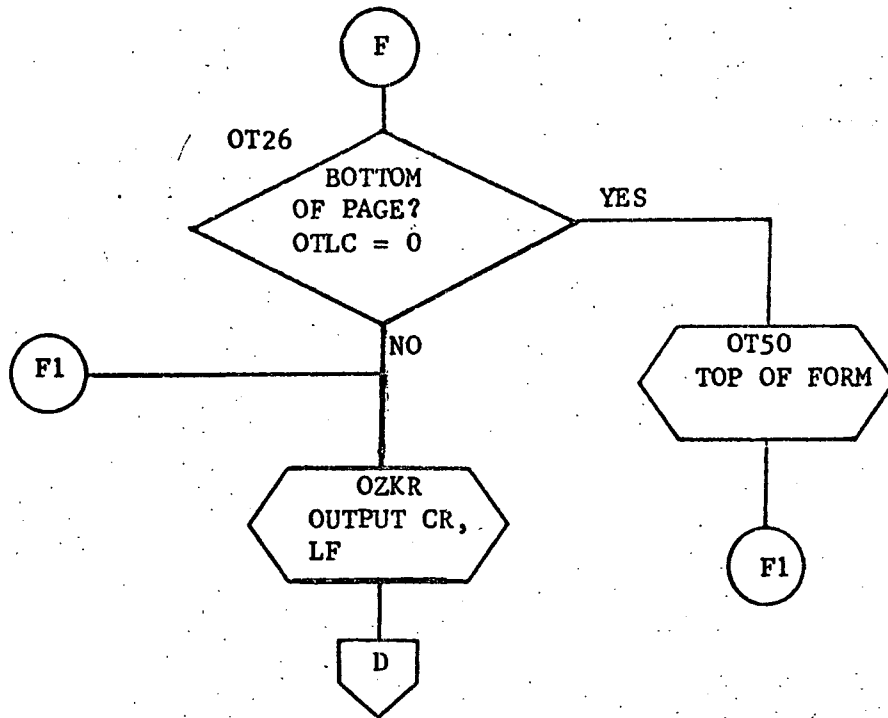 F
OT26
BOTTOM
OF PAGE?
OTLC = 0
YES
NO
F1
OT50
TOP OF FORM
OZKR
OUTPUT CR,
LF
F1
D